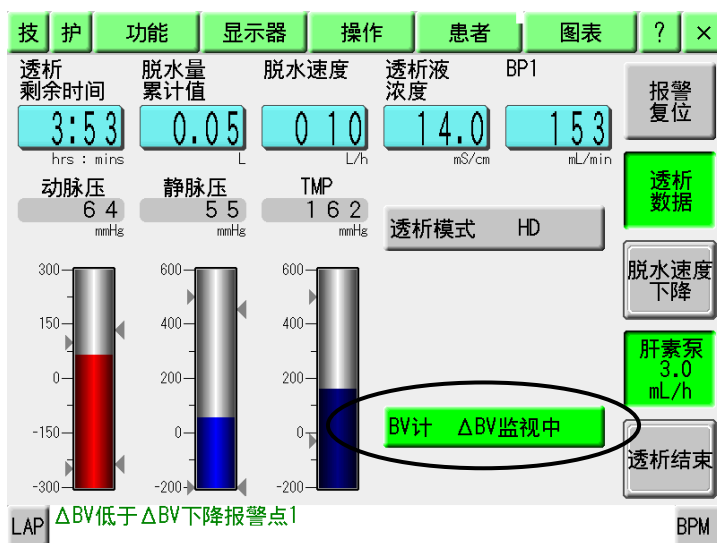 技 护 功能 显示器 操作 患者 图表 ? ×
透析 脱水量 脱水速度 透析液 BP1
剩余时间 累计值 浓度
3:53 0.05 0 10 14.0 153
hrs : mins L L/h mS/cm mL/min
报警
复位
动脉压 静脉压 TMP
64 55 162
mmHg mmHg mmHg
透析模式 HD
透析
数据
300 600 600
脱水速度
下降
150 400 400
肝素泵
3.0
mL/h
0 200 200
BV计 ΔBV监视中
-150 0 0
透析结束
-300 -200 -200
LAP ΔBV低于ΔBV下降报警点1 BPM